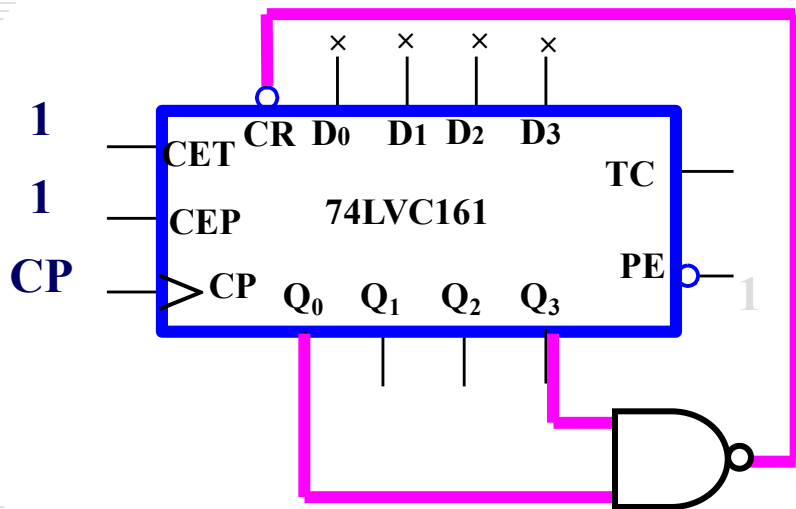 × × × ×
1
CR D₀ D₁ D₂ D₃
CET
TC
1
CEP
74LVC161
CP
CP
PE
1
Q₀ Q₁ Q₂ Q₃